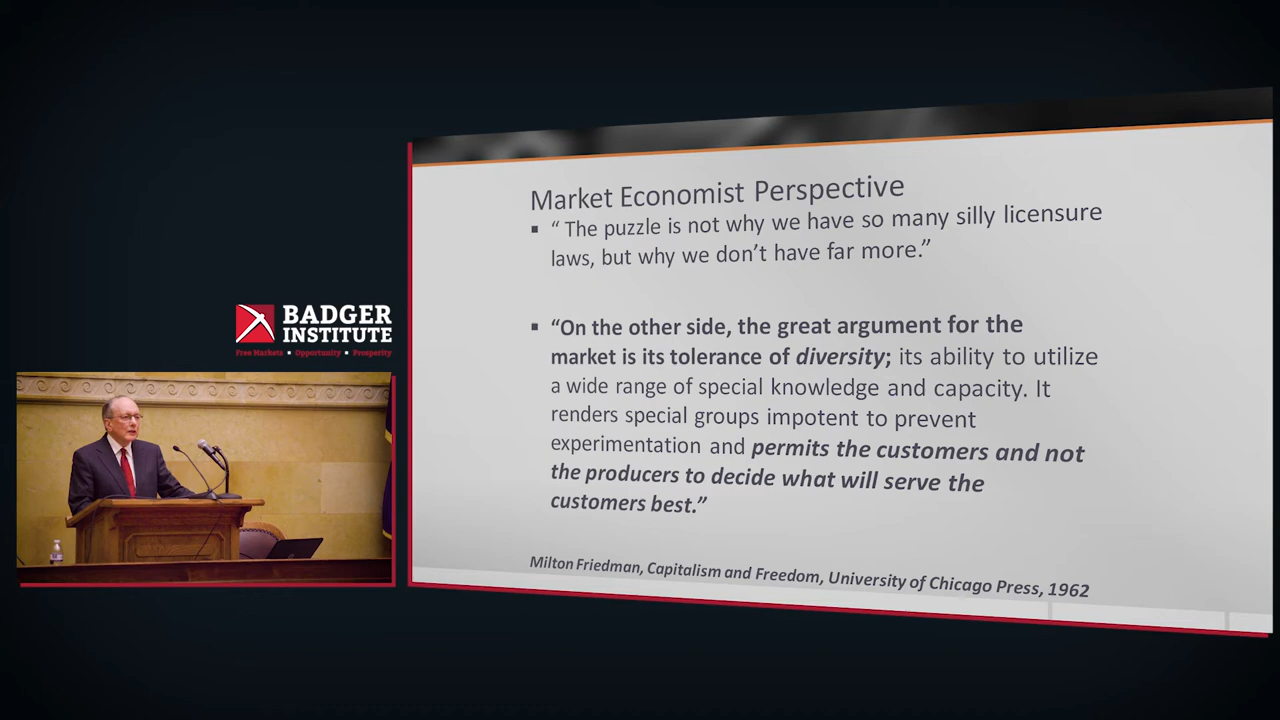 BADGER
INSTITUTE
Free Markets ▪ Opportunity ▪ Prosperity
Market Economist Perspective
▪ “ The puzzle is not why we have so many silly licensure
laws, but why we don’t have far more.”
▪ “On the other side, the great argument for the
market is its tolerance of diversity; its ability to utilize
a wide range of special knowledge and capacity. It
renders special groups impotent to prevent
experimentation and permits the customers and not
the producers to decide what will serve the
customers best.”
Milton Friedman, Capitalism and Freedom, University of Chicago Press, 1962